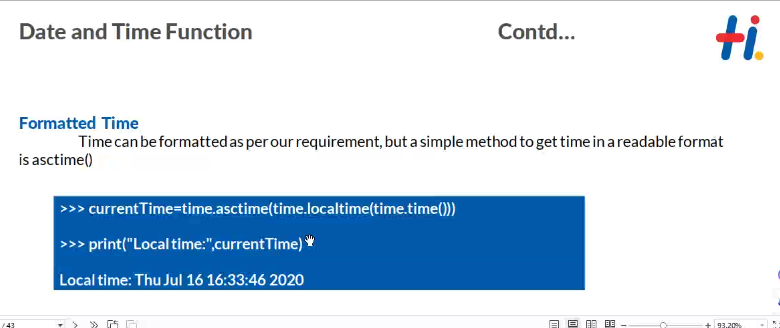 Date and Time Function Contd...
Hi.
Formatted Time
Time can be formatted as per our requirement, but a simple method to get time in a readable format
is asctime()
>>> currentTime=time.asctime(time.localtime(time.time()))
>>> print("Local time:",currentTime)
Local time: Thu Jul 16 16:33:46 2020
/ 43 93.20%